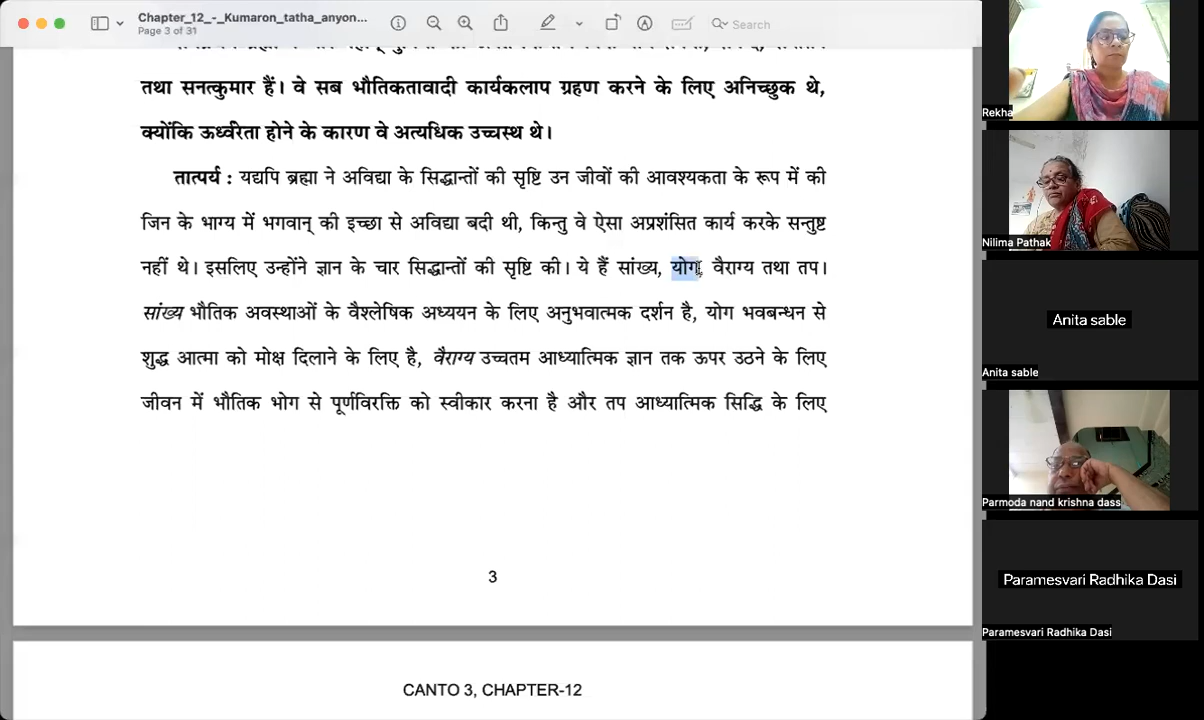 Chapter_12_-_Kumaron_tatha_anyon...
Page 3 of 31
Search
तथा सनत्कुमार हैं। वे सब भौतिकतावादी कार्यकलाप ग्रहण करने के लिए अनिच्छुक थे,
क्योंकि ऊर्ध्वरेता होने के कारण वे अत्यधिक उच्चस्थ थे।
तात्पर्य : यद्यपि ब्रह्मा ने अविद्या के सिद्धान्तों की सृष्टि उन जीवों की आवश्यकता के रूप में की
जिन के भाग्य में भगवान् की इच्छा से अविद्या बदी थी, किन्तु वे ऐसा अप्रशंसित कार्य करके सन्तुष्ट
नहीं थे। इसलिए उन्होंने ज्ञान के चार सिद्धान्तों की सृष्टि की। ये हैं सांख्य, योग, वैराग्य तथा तप।
सांख्य भौतिक अवस्थाओं के वैश्लेषिक अध्ययन के लिए अनुभवात्मक दर्शन है, योग भवबन्धन से
शुद्ध आत्मा को मोक्ष दिलाने के लिए है, वैराग्य उच्चतम आध्यात्मिक ज्ञान तक ऊपर उठने के लिए
जीवन में भौतिक भोग से पूर्णविरक्ति को स्वीकार करना है और तप आध्यात्मिक सिद्धि के लिए
3
CANTO 3, CHAPTER-12
Rekha
Nilima Pathak
Anita sable
Anita sable
Parmoda nand krishna dass
Paramesvari Radhika Dasi
Paramesvari Radhika Dasi